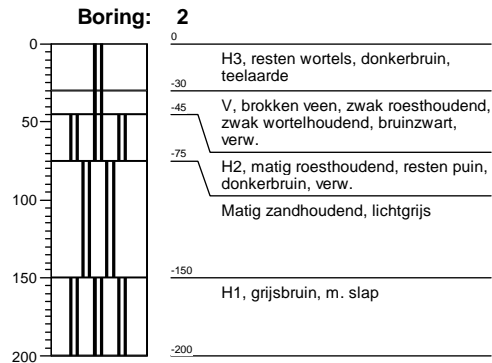 Boring: 2
0
0
H3, resten wortels, donkerbruin,
teelaarde
-30
-45
V, brokken veen, zwak roesthoudend,
zwak wortelhoudend, bruinzwart,
verw.
50
-75
H2, matig roesthoudend, resten puin,
donkerbruin, verw.
100
Matig zandhoudend, lichtgrijs
150
-150
H1, grijsbruin, m. slap
200
-200